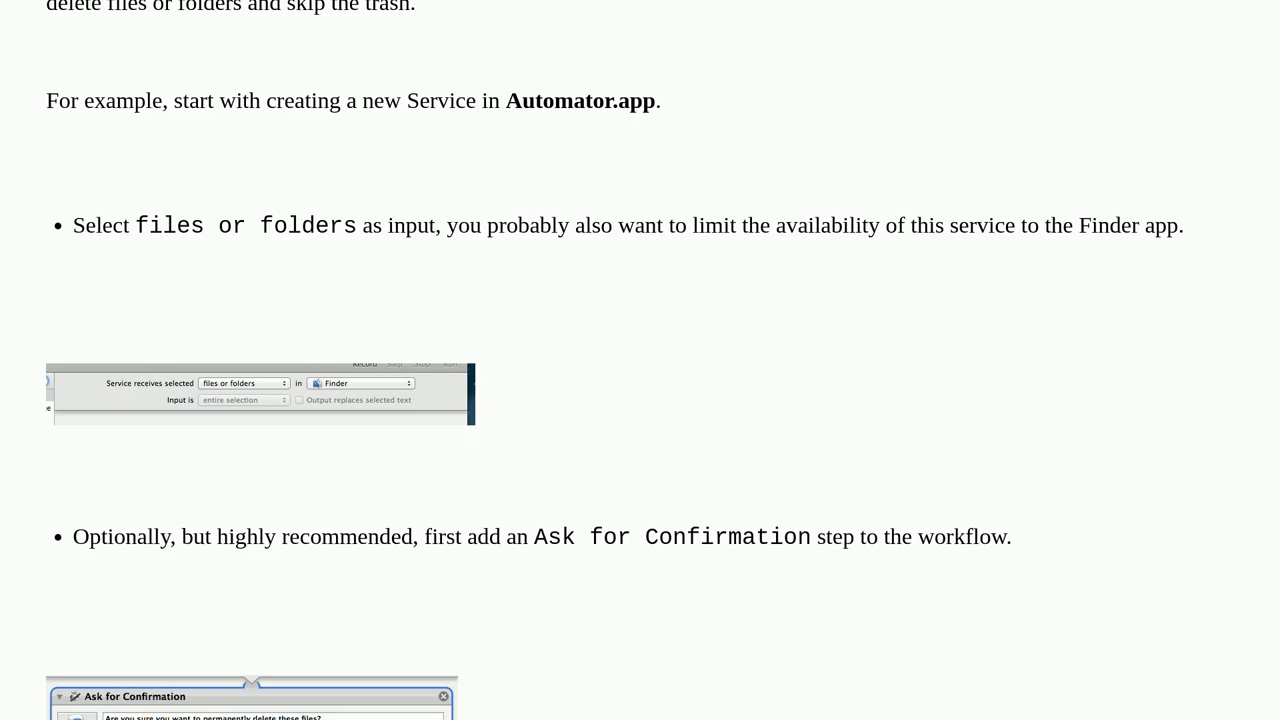 delete files or folders and skip the trash.
For example, start with creating a new Service in Automator.app.
• Select files or folders as input, you probably also want to limit the availability of this service to the Finder app.
Record Step Stop Run
Service receives selected files or folders in Finder
Input is entire selection Output replaces selected text
e
• Optionally, but highly recommended, first add an Ask for Confirmation step to the workflow.
Ask for Confirmation
Are you sure you want to permanently delete these files?